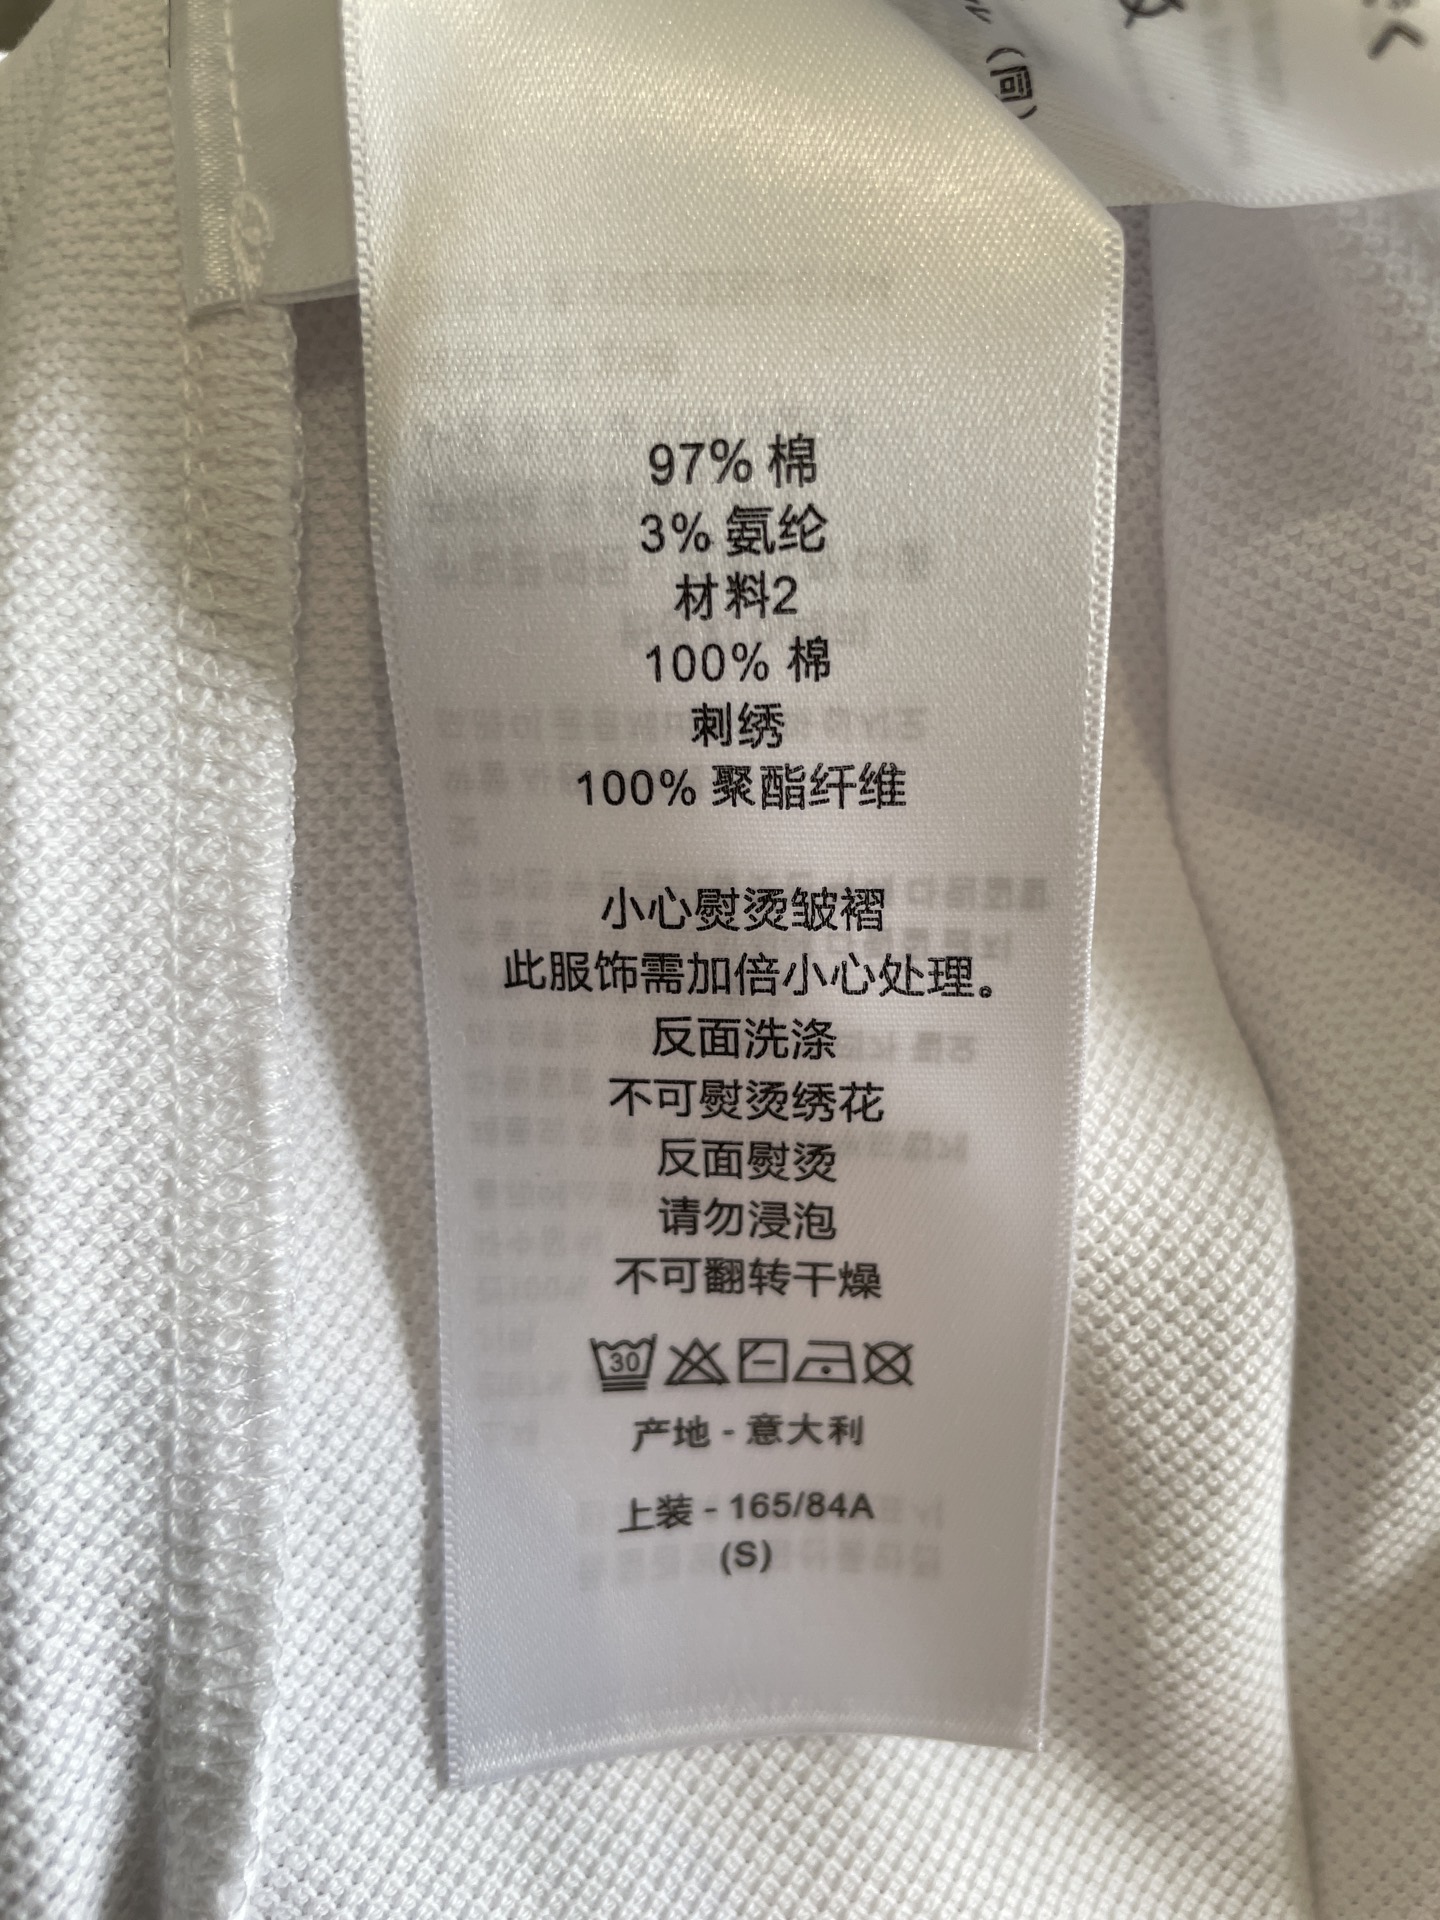 (同)
97% 棉
3% 氨纶
材料2
100% 棉
刺绣
100% 聚酯纤维
小心熨烫皱褶
此服饰需加倍小心处理。
反面洗涤
不可熨烫绣花
反面熨烫
请勿浸泡
不可翻转干燥
30
产地 - 意大利
上装 - 165/84A
(S)